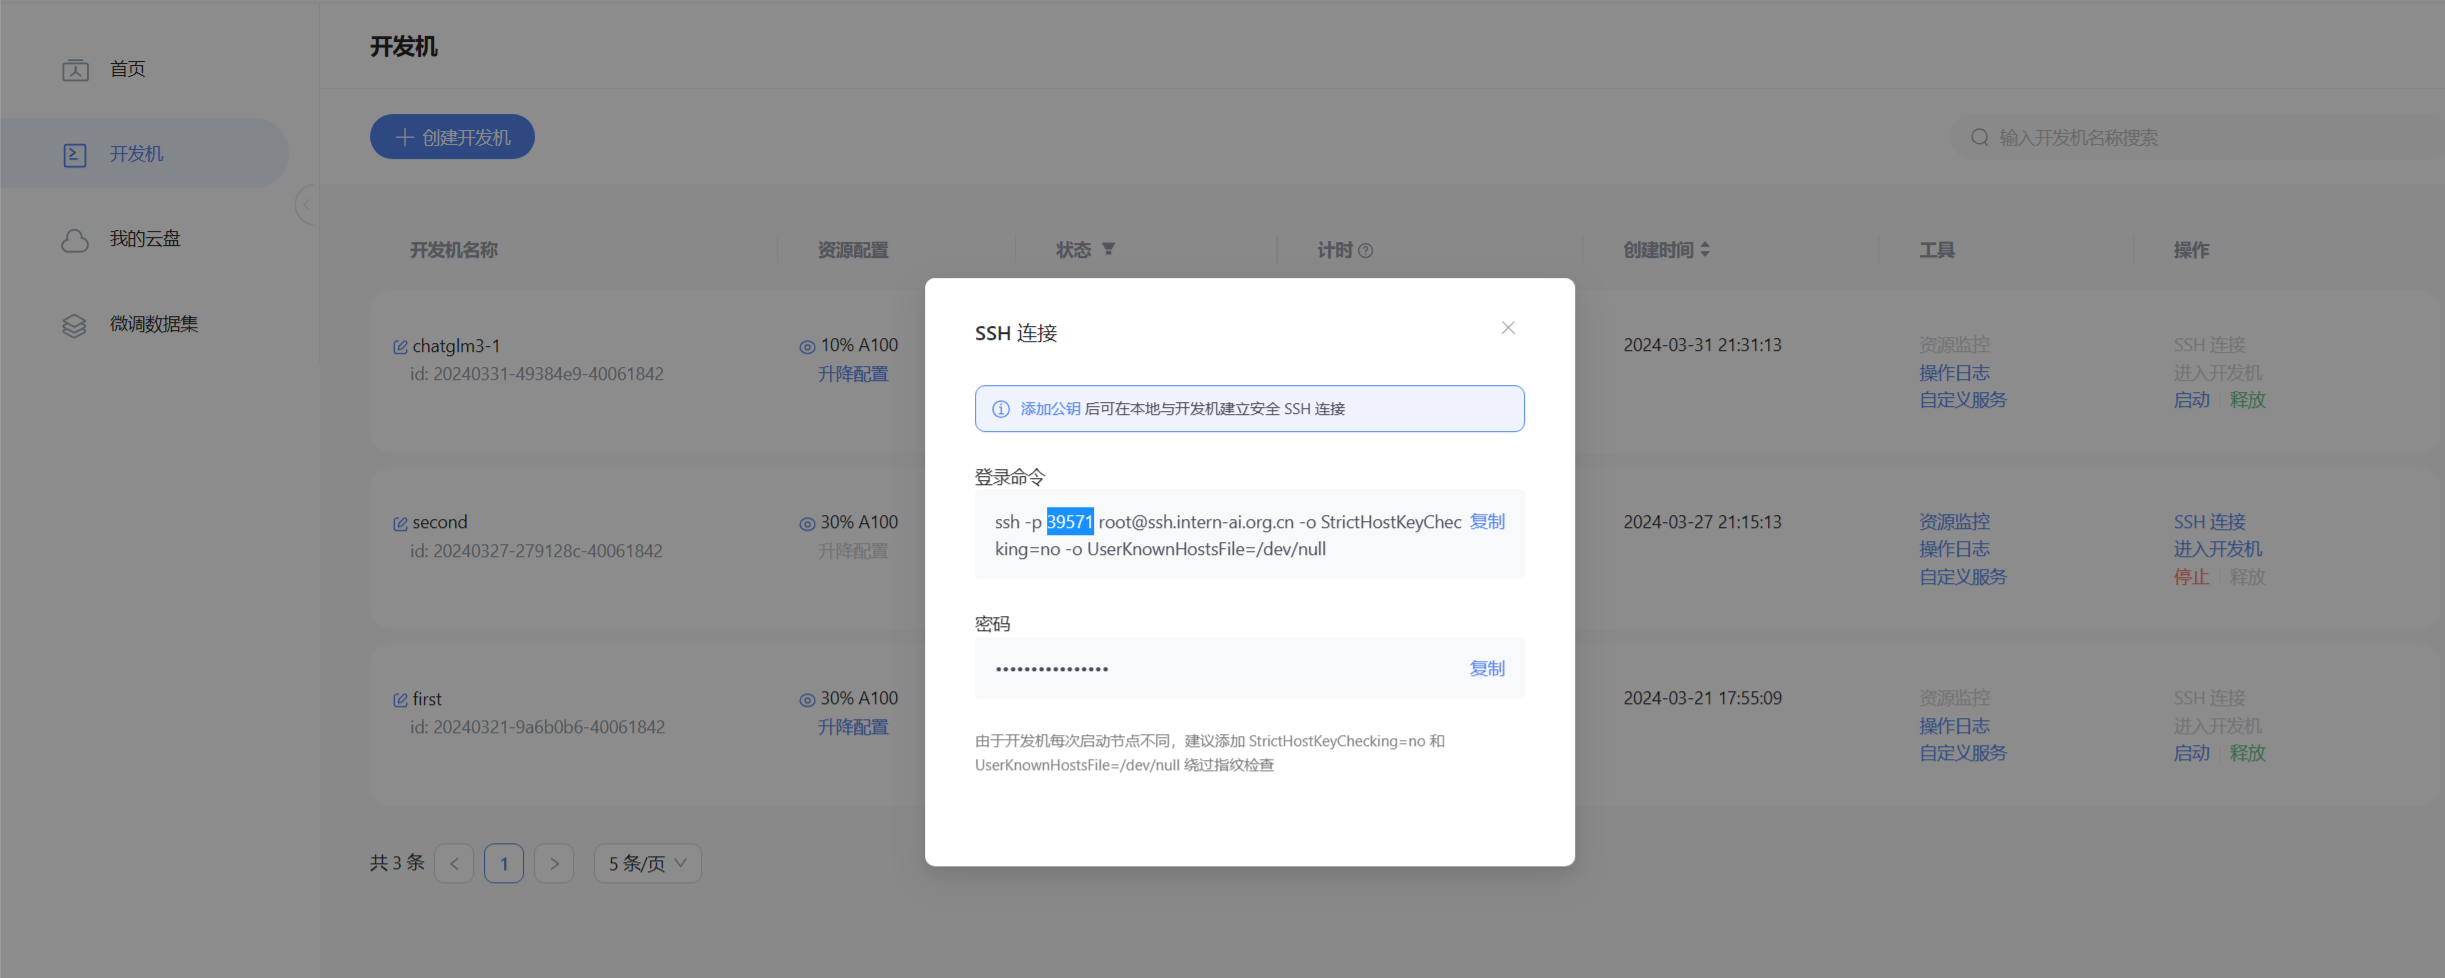 首页
开发机
我的云盘
微调数据集
开发机
创建开发机
输入开发机名称搜索
开发机名称 资源配置 状态 计时 创建时间 工具 操作
chatglm3-1
id: 20240331-49384e9-40061842
10% A100
升降配置
2024-03-31 21:31:13
资源监控
操作日志
自定义服务
SSH 连接
进入开发机
启动 释放
second
id: 20240327-279128c-40061842
30% A100
升降配置
2024-03-27 21:15:13
资源监控
操作日志
自定义服务
SSH 连接
进入开发机
停止 释放
first
id: 20240321-9a6b0b6-40061842
30% A100
升降配置
2024-03-21 17:55:09
资源监控
操作日志
自定义服务
SSH 连接
进入开发机
启动 释放
共 3 条 < 1 > 5 条/页
SSH 连接
添加公钥 后可在本地与开发机建立安全 SSH 连接
登录命令
ssh -p 39571 root@ssh.intern-ai.org.cn -o StrictHostKeyChec 复制
king=no -o UserKnownHostsFile=/dev/null
密码
•••••••••••••••• 复制
由于开发机每次启动节点不同，建议添加 StrictHostKeyChecking=no 和
UserKnownHostsFile=/dev/null 绕过指纹检查